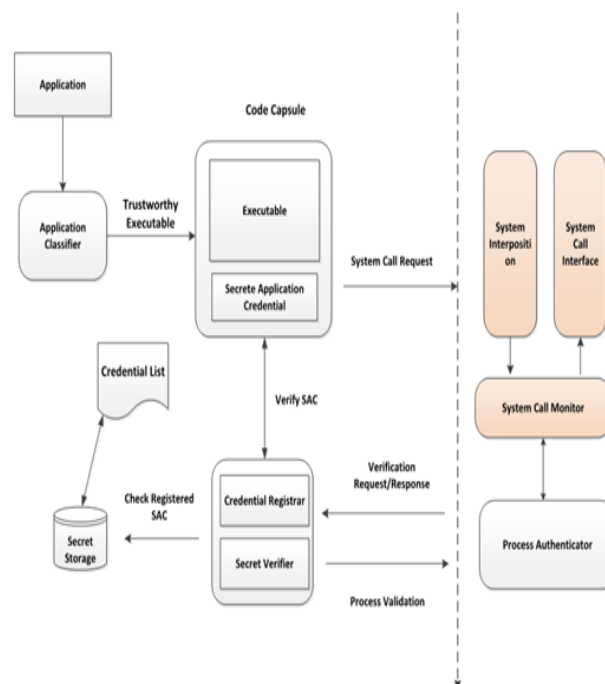 Application
Code Capsule
Application
Classifier
Trustworthy
Executable
Executable
Secrete Application
Credential
System Call Request
System
Interpositi
on
System
Call
Interface
Credential List
Verify SAC
System Call Monitor
Check Registered
SAC
Secret
Storage
Credential Registrar
Secret Verifier
Verification
Request/Response
Process Validation
Process Authenticator